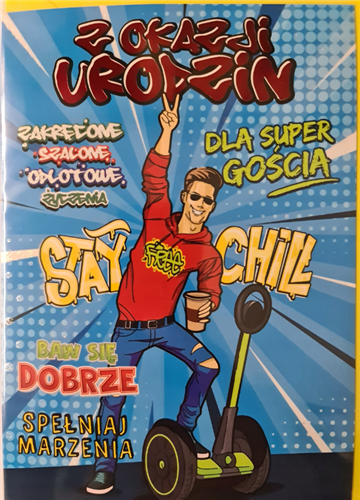 Z OKAZJI
URODZIN
ZAKRĘCONE
SZALONE
ODLOTOWE
ŻYCZENIA
DLA SUPER
GOŚCIA
STAY CHILL
FREE
BAW SIĘ
DOBRZE
SPEŁNIAJ
MARZENIA